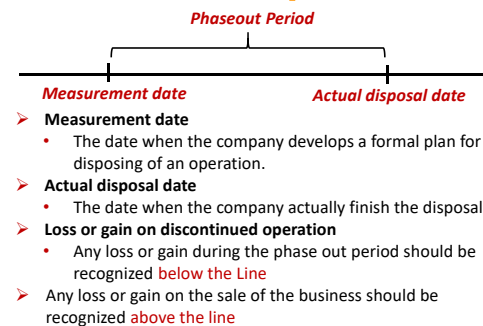 Phaseout Period
Measurement date
Actual disposal date
➢ Measurement date
• The date when the company develops a formal plan for
disposing of an operation.
➢ Actual disposal date
• The date when the company actually finish the disposal
➢ Loss or gain on discontinued operation
• Any loss or gain during the phase out period should be
recognized below the Line
➢ Any loss or gain on the sale of the business should be
recognized above the line